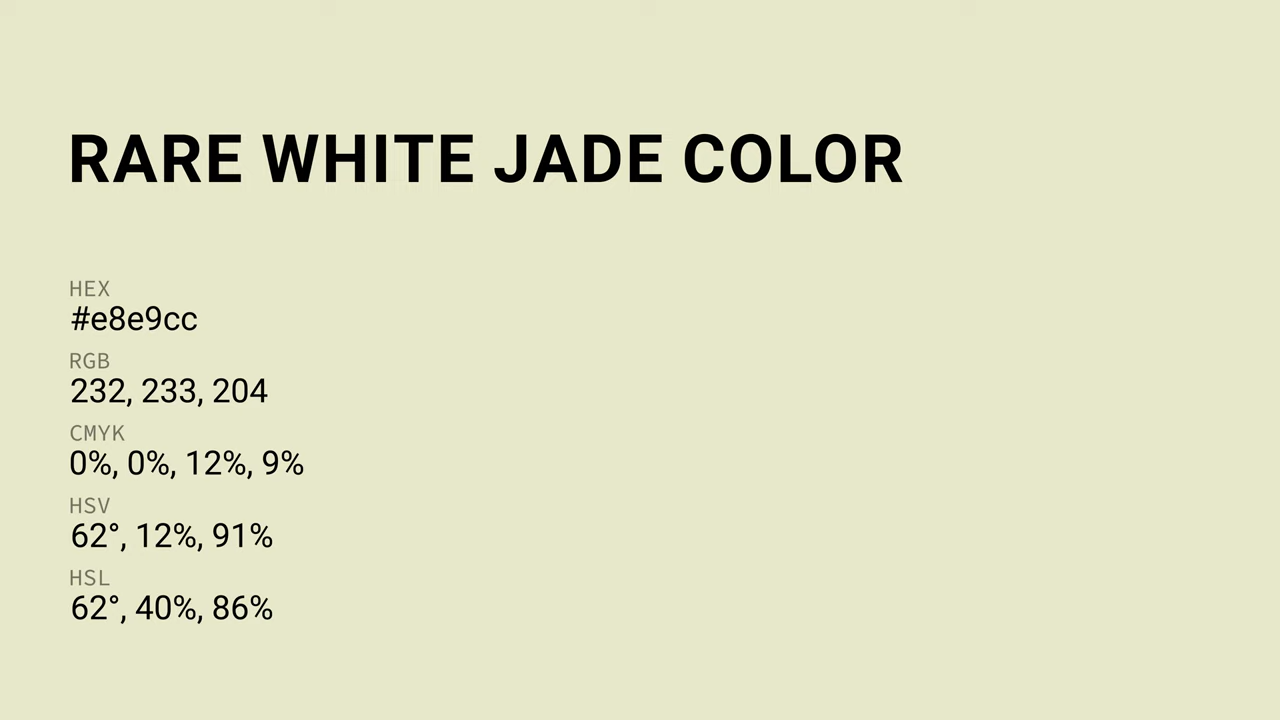 RARE WHITE JADE COLOR
HEX
#e8e9cc
RGB
232, 233, 204
CMYK
0%, 0%, 12%, 9%
HSV
62°, 12%, 91%
HSL
62°, 40%, 86%